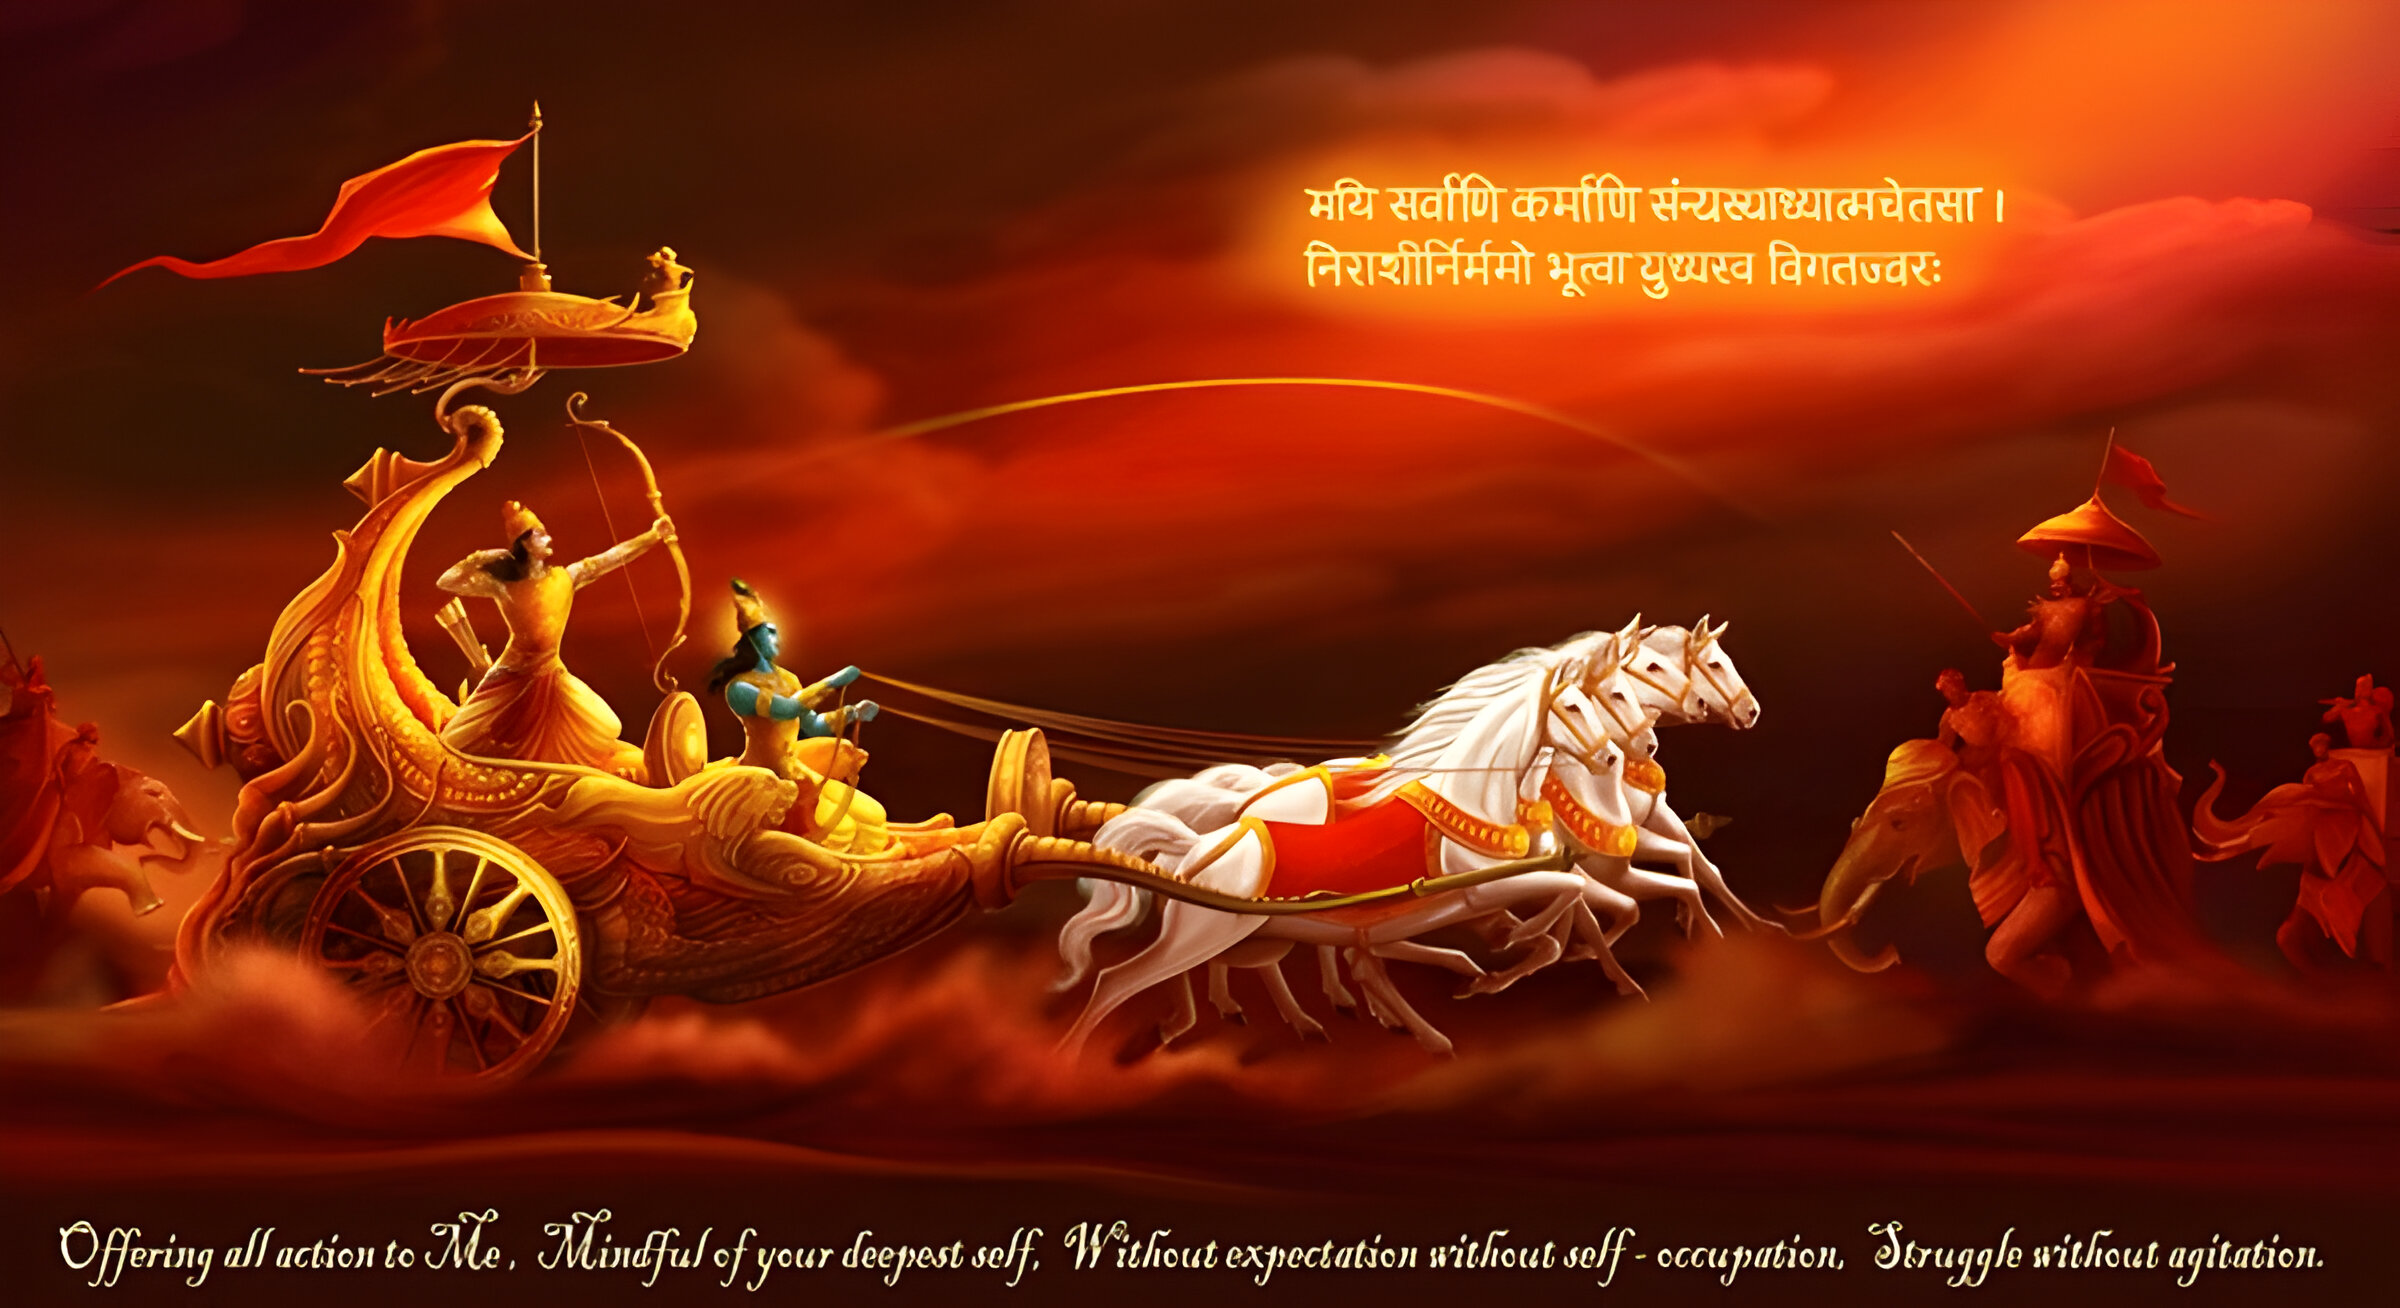 मयि सर्वाणि कर्माणि संन्यस्याध्यात्मचेतसा ।
निराशीर्निर्ममो भूत्वा युध्यस्व विगतज्वरः
Offering all action to Me, Mindful of your deepest self, Without expectation without self - occupation, Struggle without agitation.